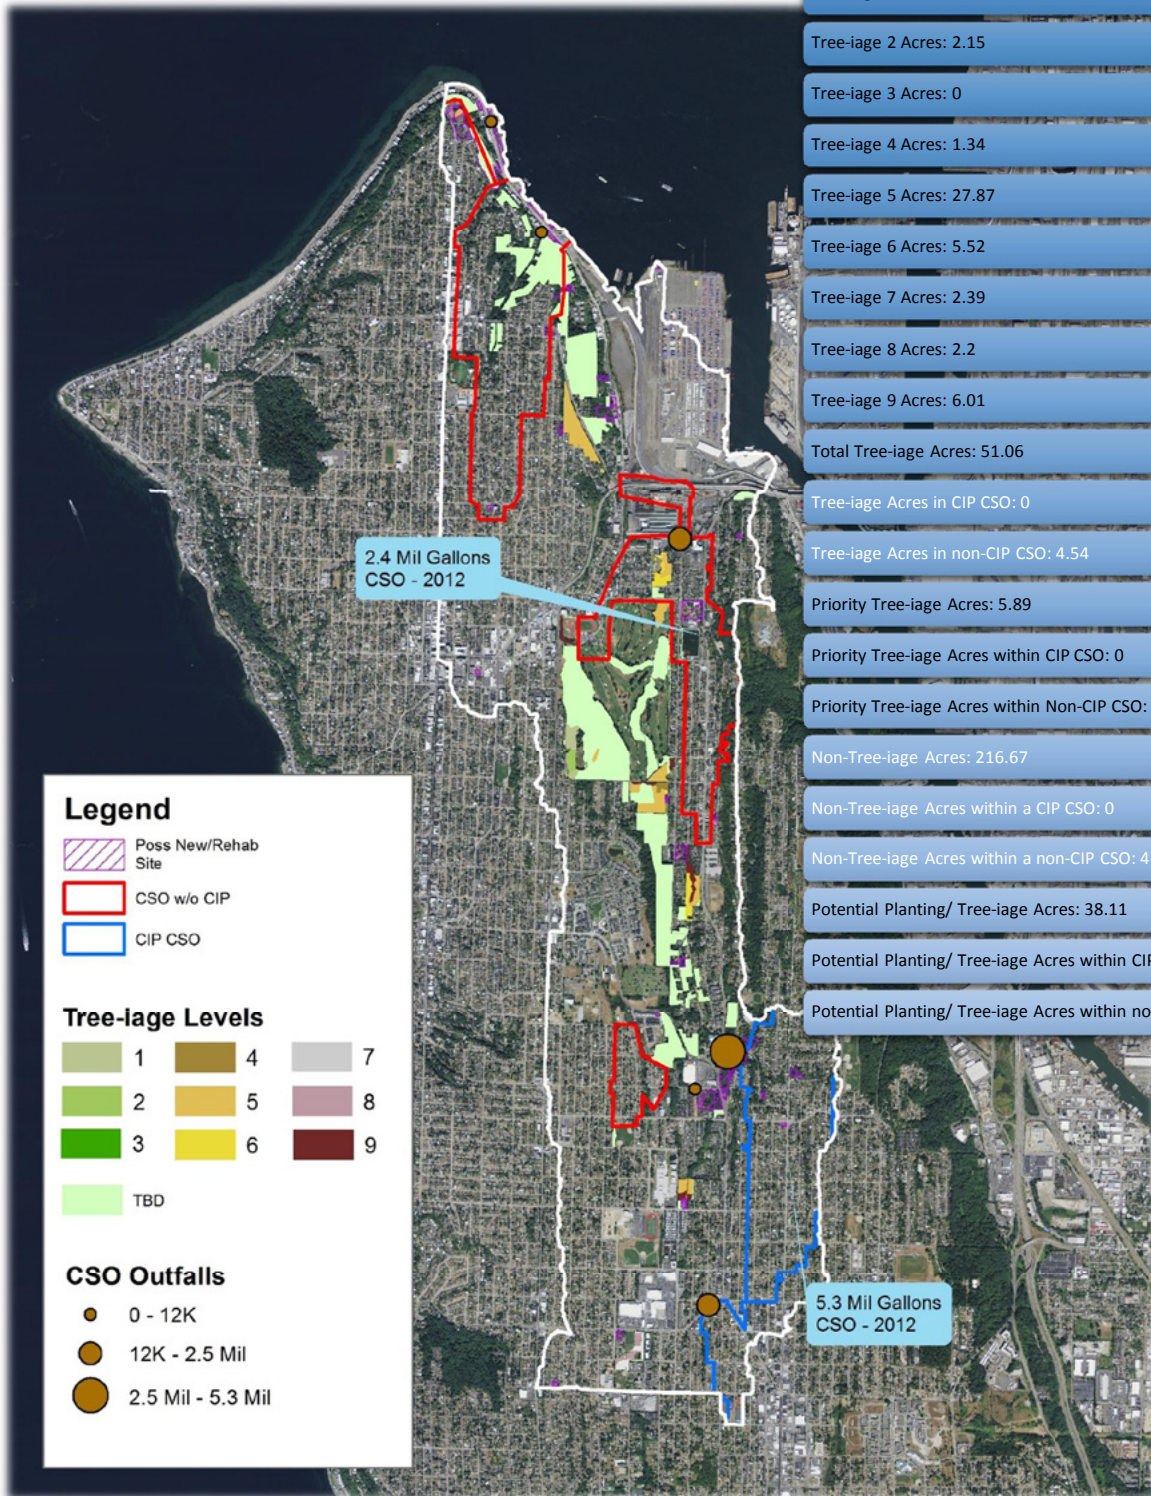 Tree-iage 2 Acres: 2.15
Tree-iage 3 Acres: 0
Tree-iage 4 Acres: 1.34
Tree-iage 5 Acres: 27.87
Tree-iage 6 Acres: 5.52
Tree-iage 7 Acres: 2.39
Tree-iage 8 Acres: 2.2
Tree-iage 9 Acres: 6.01
Total Tree-iage Acres: 51.06
Tree-iage Acres in CIP CSO: 0
Tree-iage Acres in non-CIP CSO: 4.54
Priority Tree-iage Acres: 5.89
Priority Tree-iage Acres within CIP CSO: 0
Priority Tree-iage Acres within Non-CIP CSO:
Non-Tree-iage Acres: 216.67
Non-Tree-iage Acres within a CIP CSO: 0
Non-Tree-iage Acres within a non-CIP CSO: 4
Potential Planting/ Tree-iage Acres: 38.11
Potential Planting/ Tree-iage Acres within CIP
Potential Planting/ Tree-iage Acres within no
2.4 Mil Gallons
CSO - 2012
5.3 Mil Gallons
CSO - 2012
Legend
Poss New/Rehab
Site
CSO w/o CIP
CIP CSO
Tree-iage Levels
1 4 7
2 5 8
3 6 9
TBD
CSO Outfalls
0 - 12K
12K - 2.5 Mil
2.5 Mil - 5.3 Mil